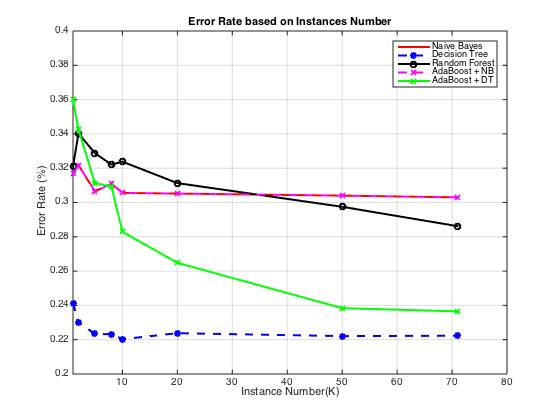 Error Rate based on Instances Number
0.4
0.38
0.36
0.34
0.32
0.3
0.28
0.26
0.24
0.22
0.2
Error Rate (%)
Naive Bayes
Decision Tree
Random Forest
AdaBoost + NB
AdaBoost + DT
10 20 30 40 50 60 70 80
Instance Number(K)